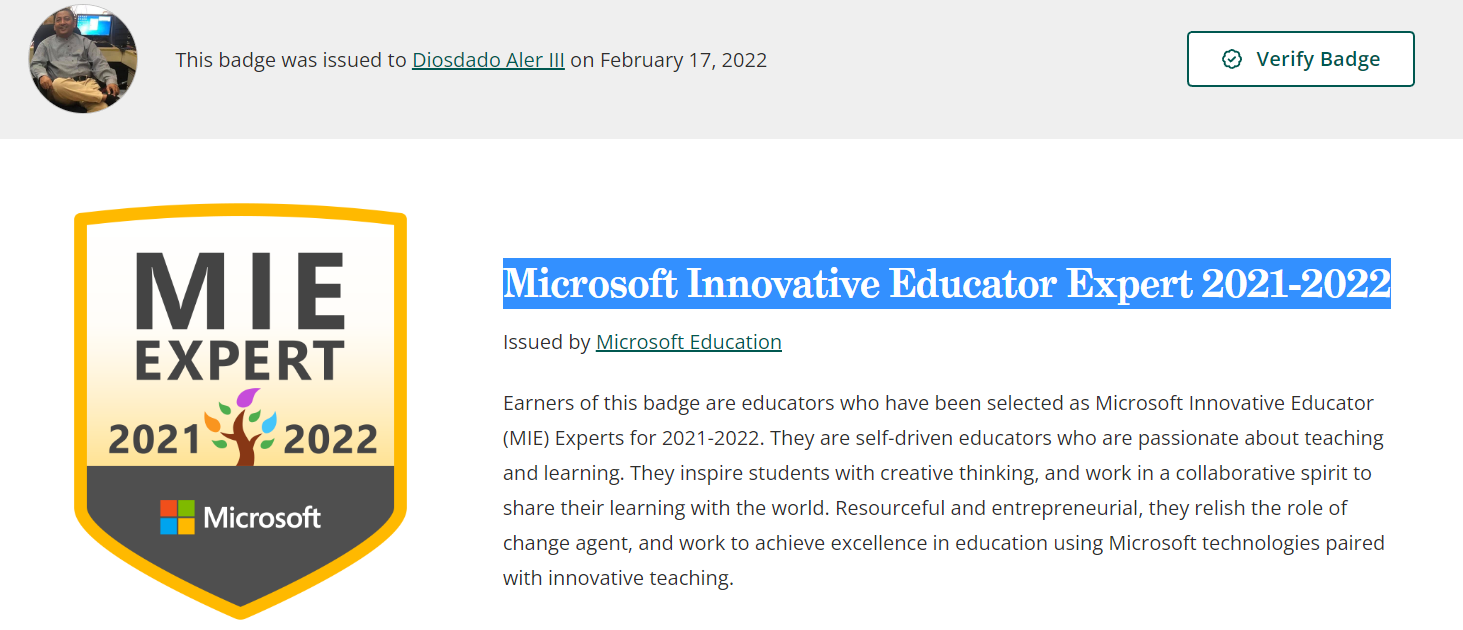 This badge was issued to Diosdado Aler III on February 17, 2022
Verify Badge
MIE
EXPERT
2021 2022
Microsoft
Microsoft Innovative Educator Expert 2021-2022
Issued by Microsoft Education
Earners of this badge are educators who have been selected as Microsoft Innovative Educator
(MIE) Experts for 2021-2022. They are self-driven educators who are passionate about teaching
and learning. They inspire students with creative thinking, and work in a collaborative spirit to
share their learning with the world. Resourceful and entrepreneurial, they relish the role of
change agent, and work to achieve excellence in education using Microsoft technologies paired
with innovative teaching.